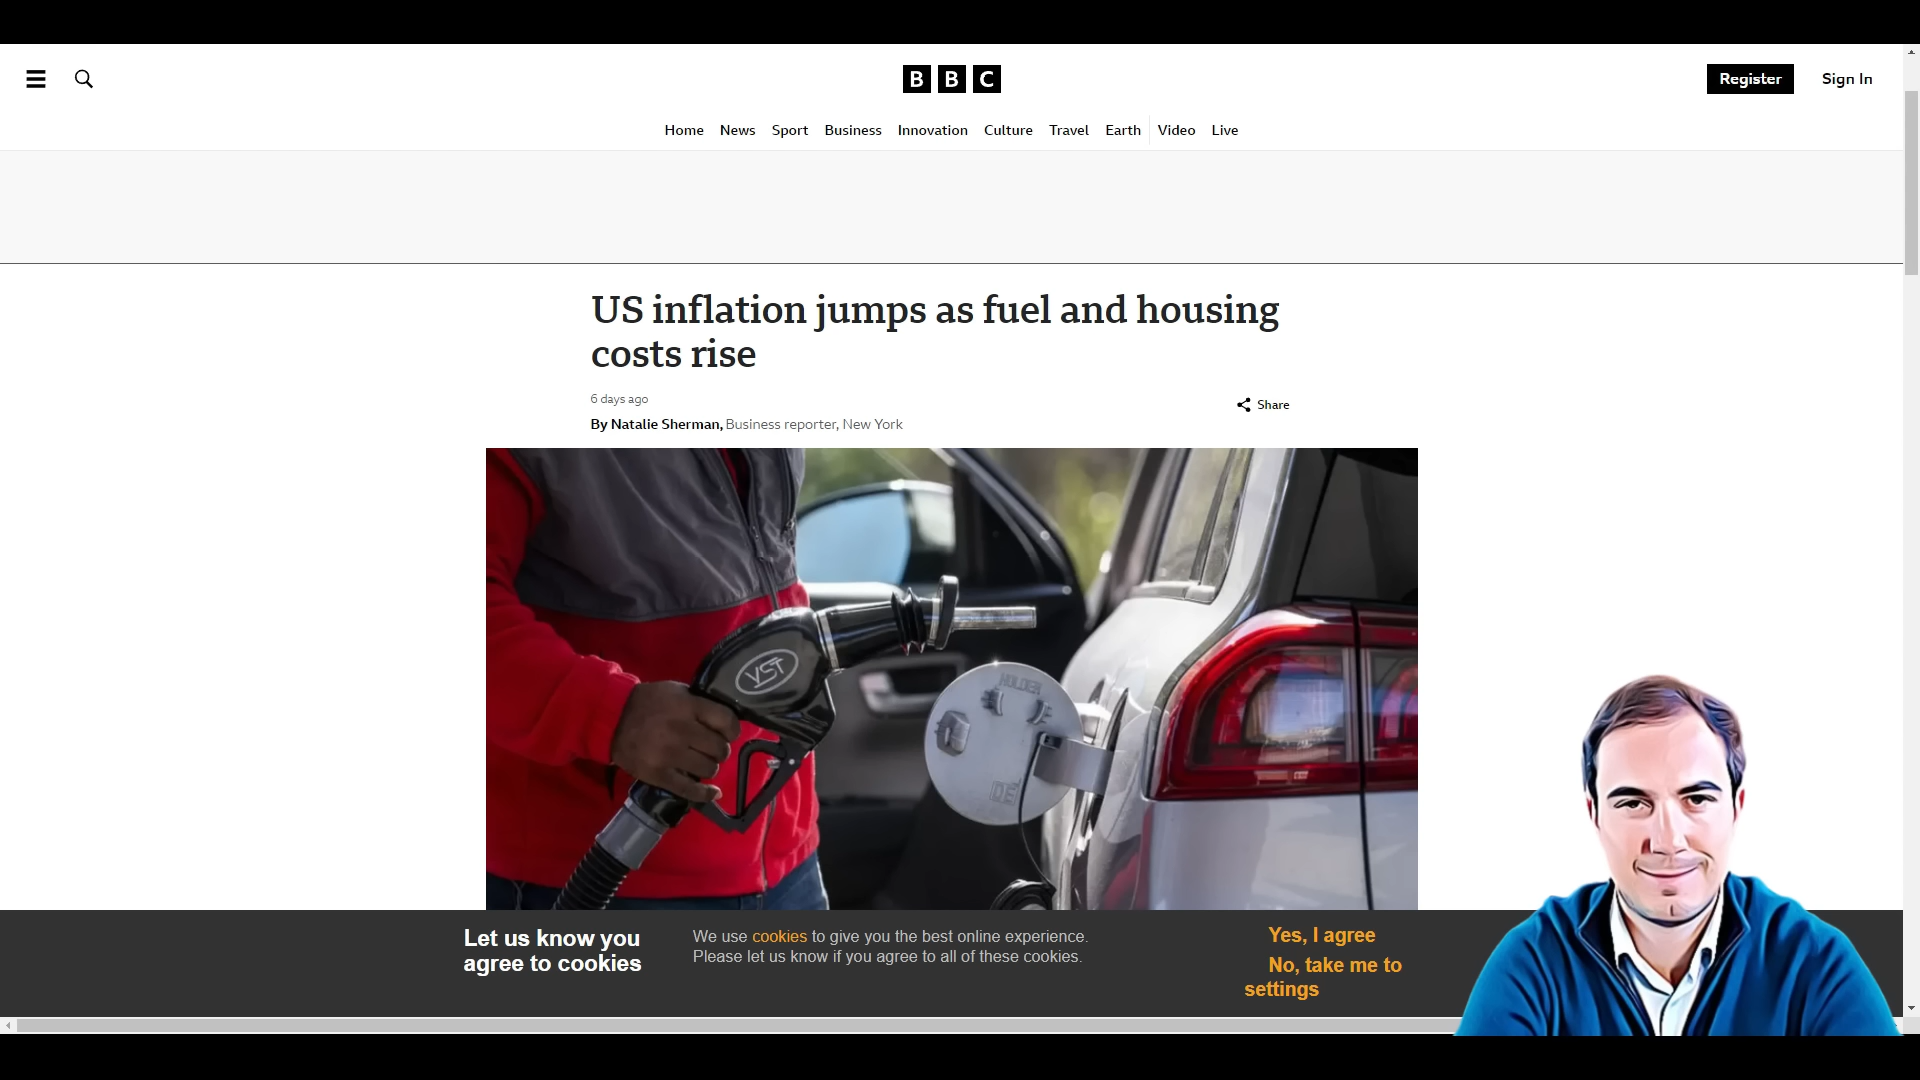 BBC
Register
Sign In
Home News Sport Business Innovation Culture Travel Earth Video Live
US inflation jumps as fuel and housing
costs rise
6 days ago
Share
By Natalie Sherman, Business reporter, New York
VST
HOLDER
Let us know you
agree to cookies
We use cookies to give you the best online experience.
Please let us know if you agree to all of these cookies.
Yes, I agree
No, take me to
settings